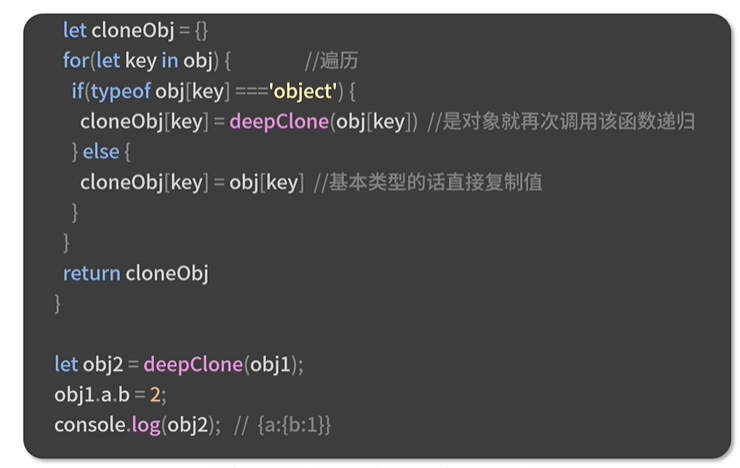 let cloneObj = {}
for(let key in obj) { //遍历
if(typeof obj[key] ==='object') {
cloneObj[key] = deepClone(obj[key]) //是对象就再次调用该函数递归
} else {
cloneObj[key] = obj[key] //基本类型的话直接复制值
}
}
return cloneObj
}
let obj2 = deepClone(obj1);
obj1.a.b = 2;
console.log(obj2); // {a:{b:1}}